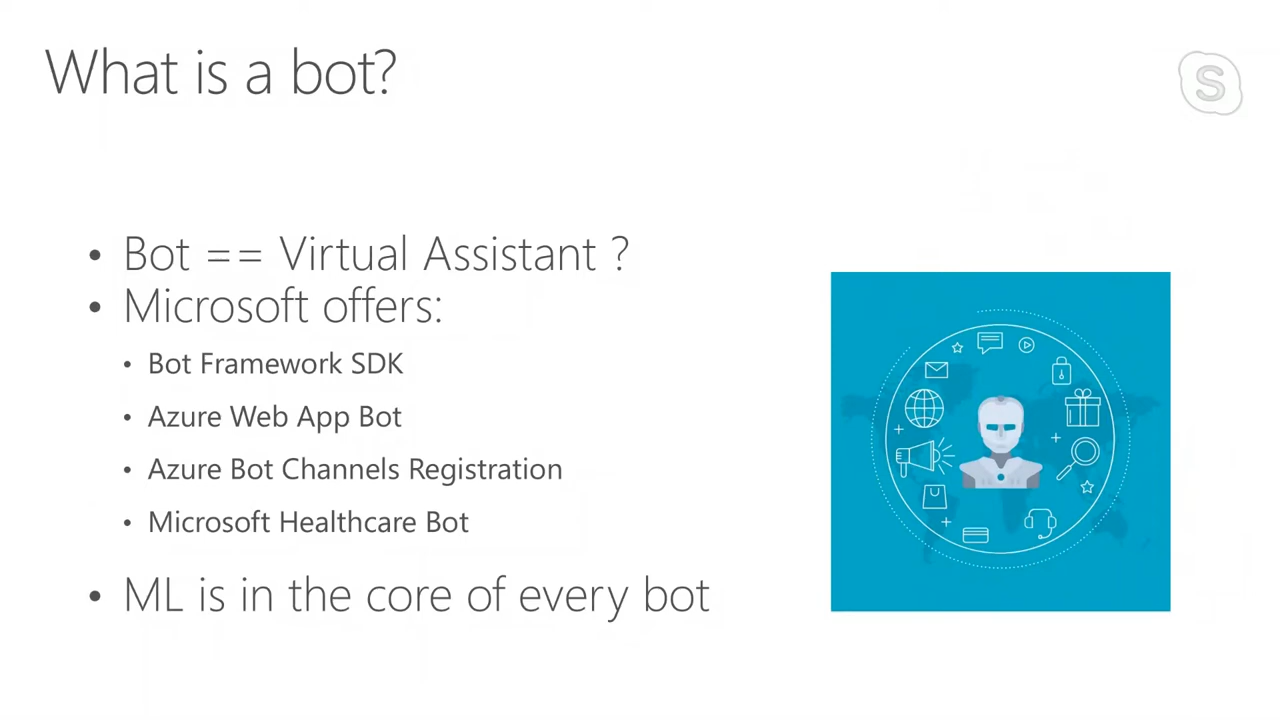 What is a bot?
S
• Bot == Virtual Assistant ?
• Microsoft offers:
• Bot Framework SDK
• Azure Web App Bot
• Azure Bot Channels Registration
• Microsoft Healthcare Bot
• ML is in the core of every bot